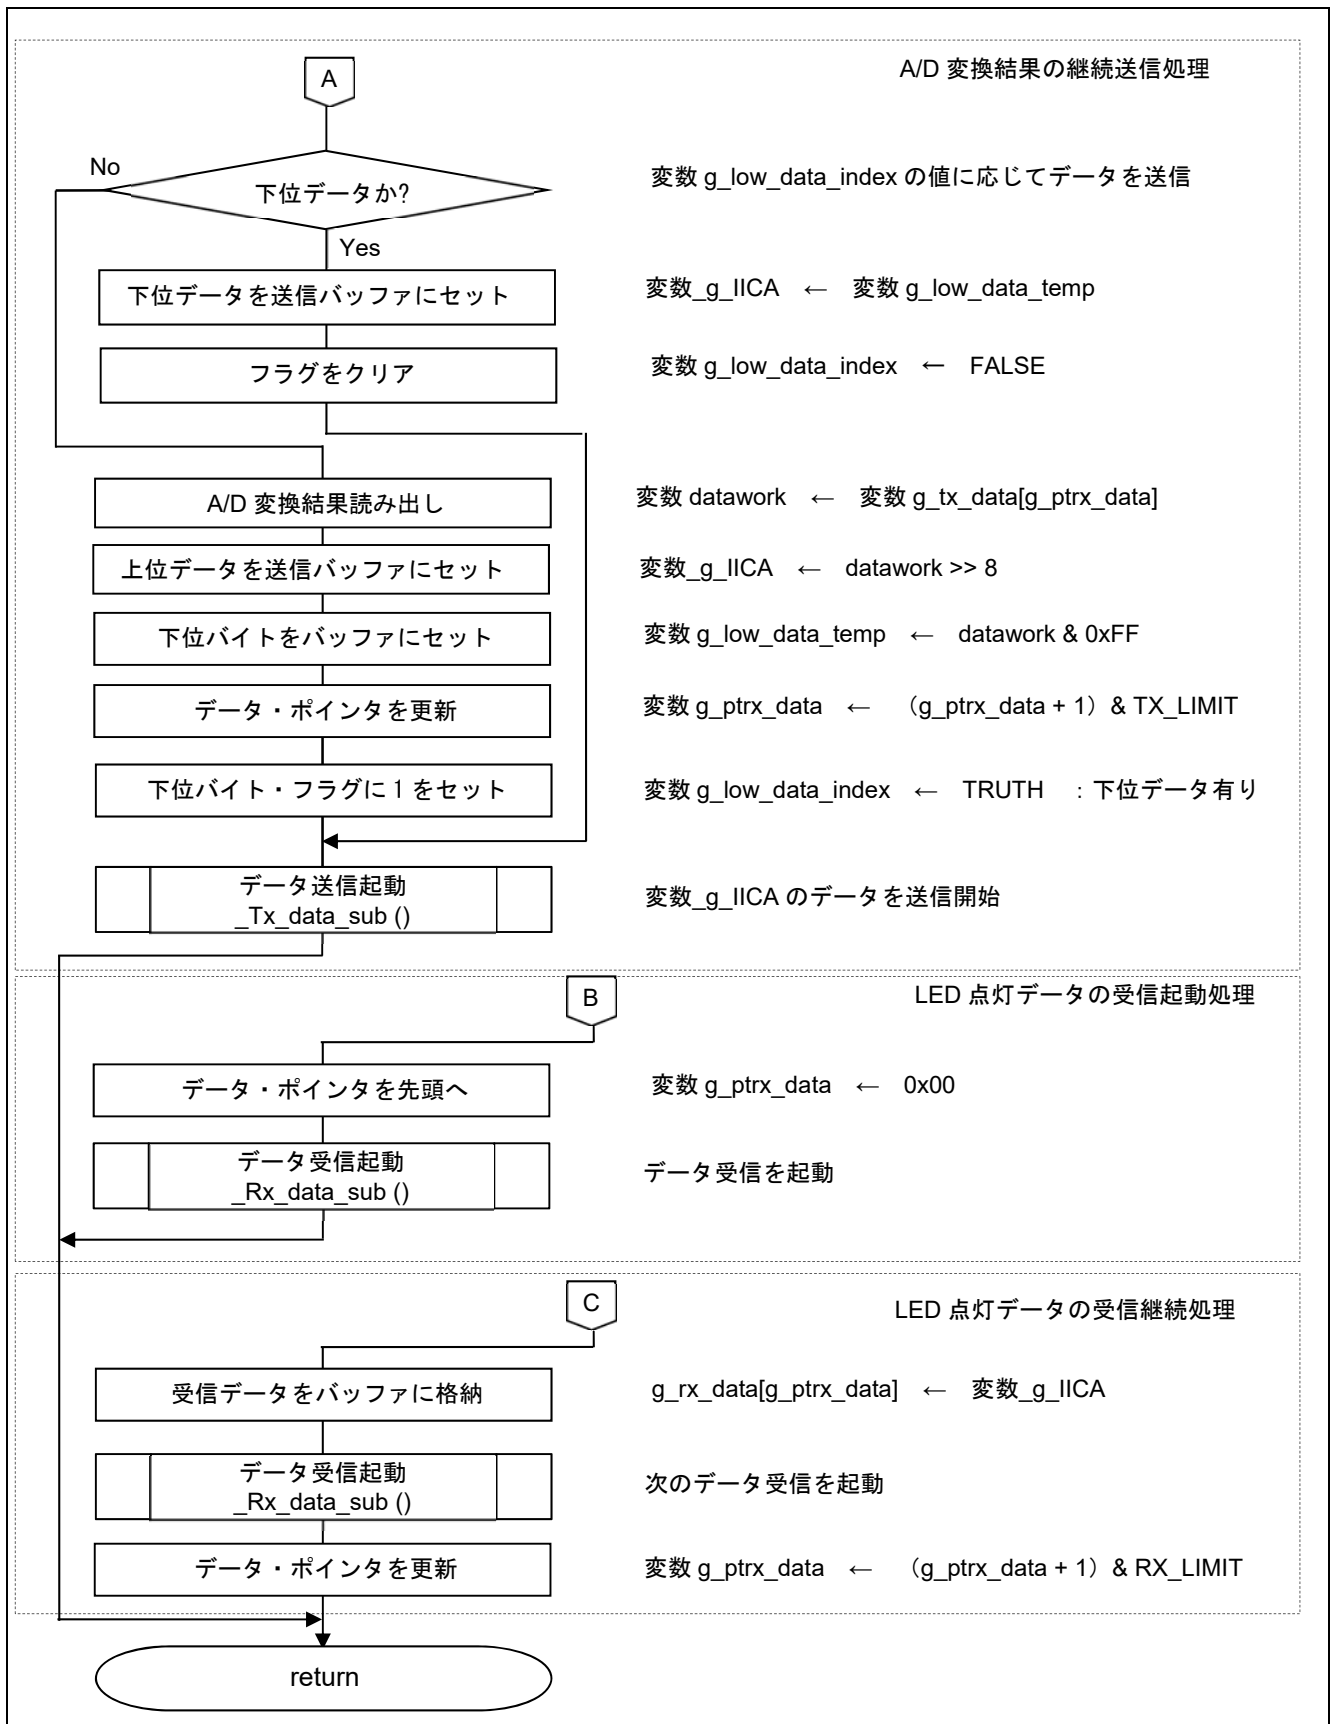 A
A/D 変換結果の継続送信処理
No
下位データか?
変数 g_low_data_index の値に応じてデータを送信
Yes
下位データを送信バッファにセット
変数_g_IICA ← 変数 g_low_data_temp
フラグをクリア
変数 g_low_data_index ← FALSE
A/D 変換結果読み出し
変数 datawork ← 変数 g_tx_data[g_ptrx_data]
上位データを送信バッファにセット
変数_g_IICA ← datawork >> 8
下位バイトをバッファにセット
変数 g_low_data_temp ← datawork & 0xFF
データ・ポインタを更新
変数 g_ptrx_data ← （g_ptrx_data + 1）& TX_LIMIT
下位バイト・フラグに 1 をセット
変数 g_low_data_index ← TRUTH ：下位データ有り
データ送信起動
_Tx_data_sub ()
変数_g_IICA のデータを送信開始
B
LED 点灯データの受信起動処理
データ・ポインタを先頭へ
変数 g_ptrx_data ← 0x00
データ受信起動
_Rx_data_sub ()
データ受信を起動
C
LED 点灯データの受信継続処理
受信データをバッファに格納
g_rx_data[g_ptrx_data] ← 変数_g_IICA
データ受信起動
_Rx_data_sub ()
次のデータ受信を起動
データ・ポインタを更新
変数 g_ptrx_data ← （g_ptrx_data + 1）& RX_LIMIT
return